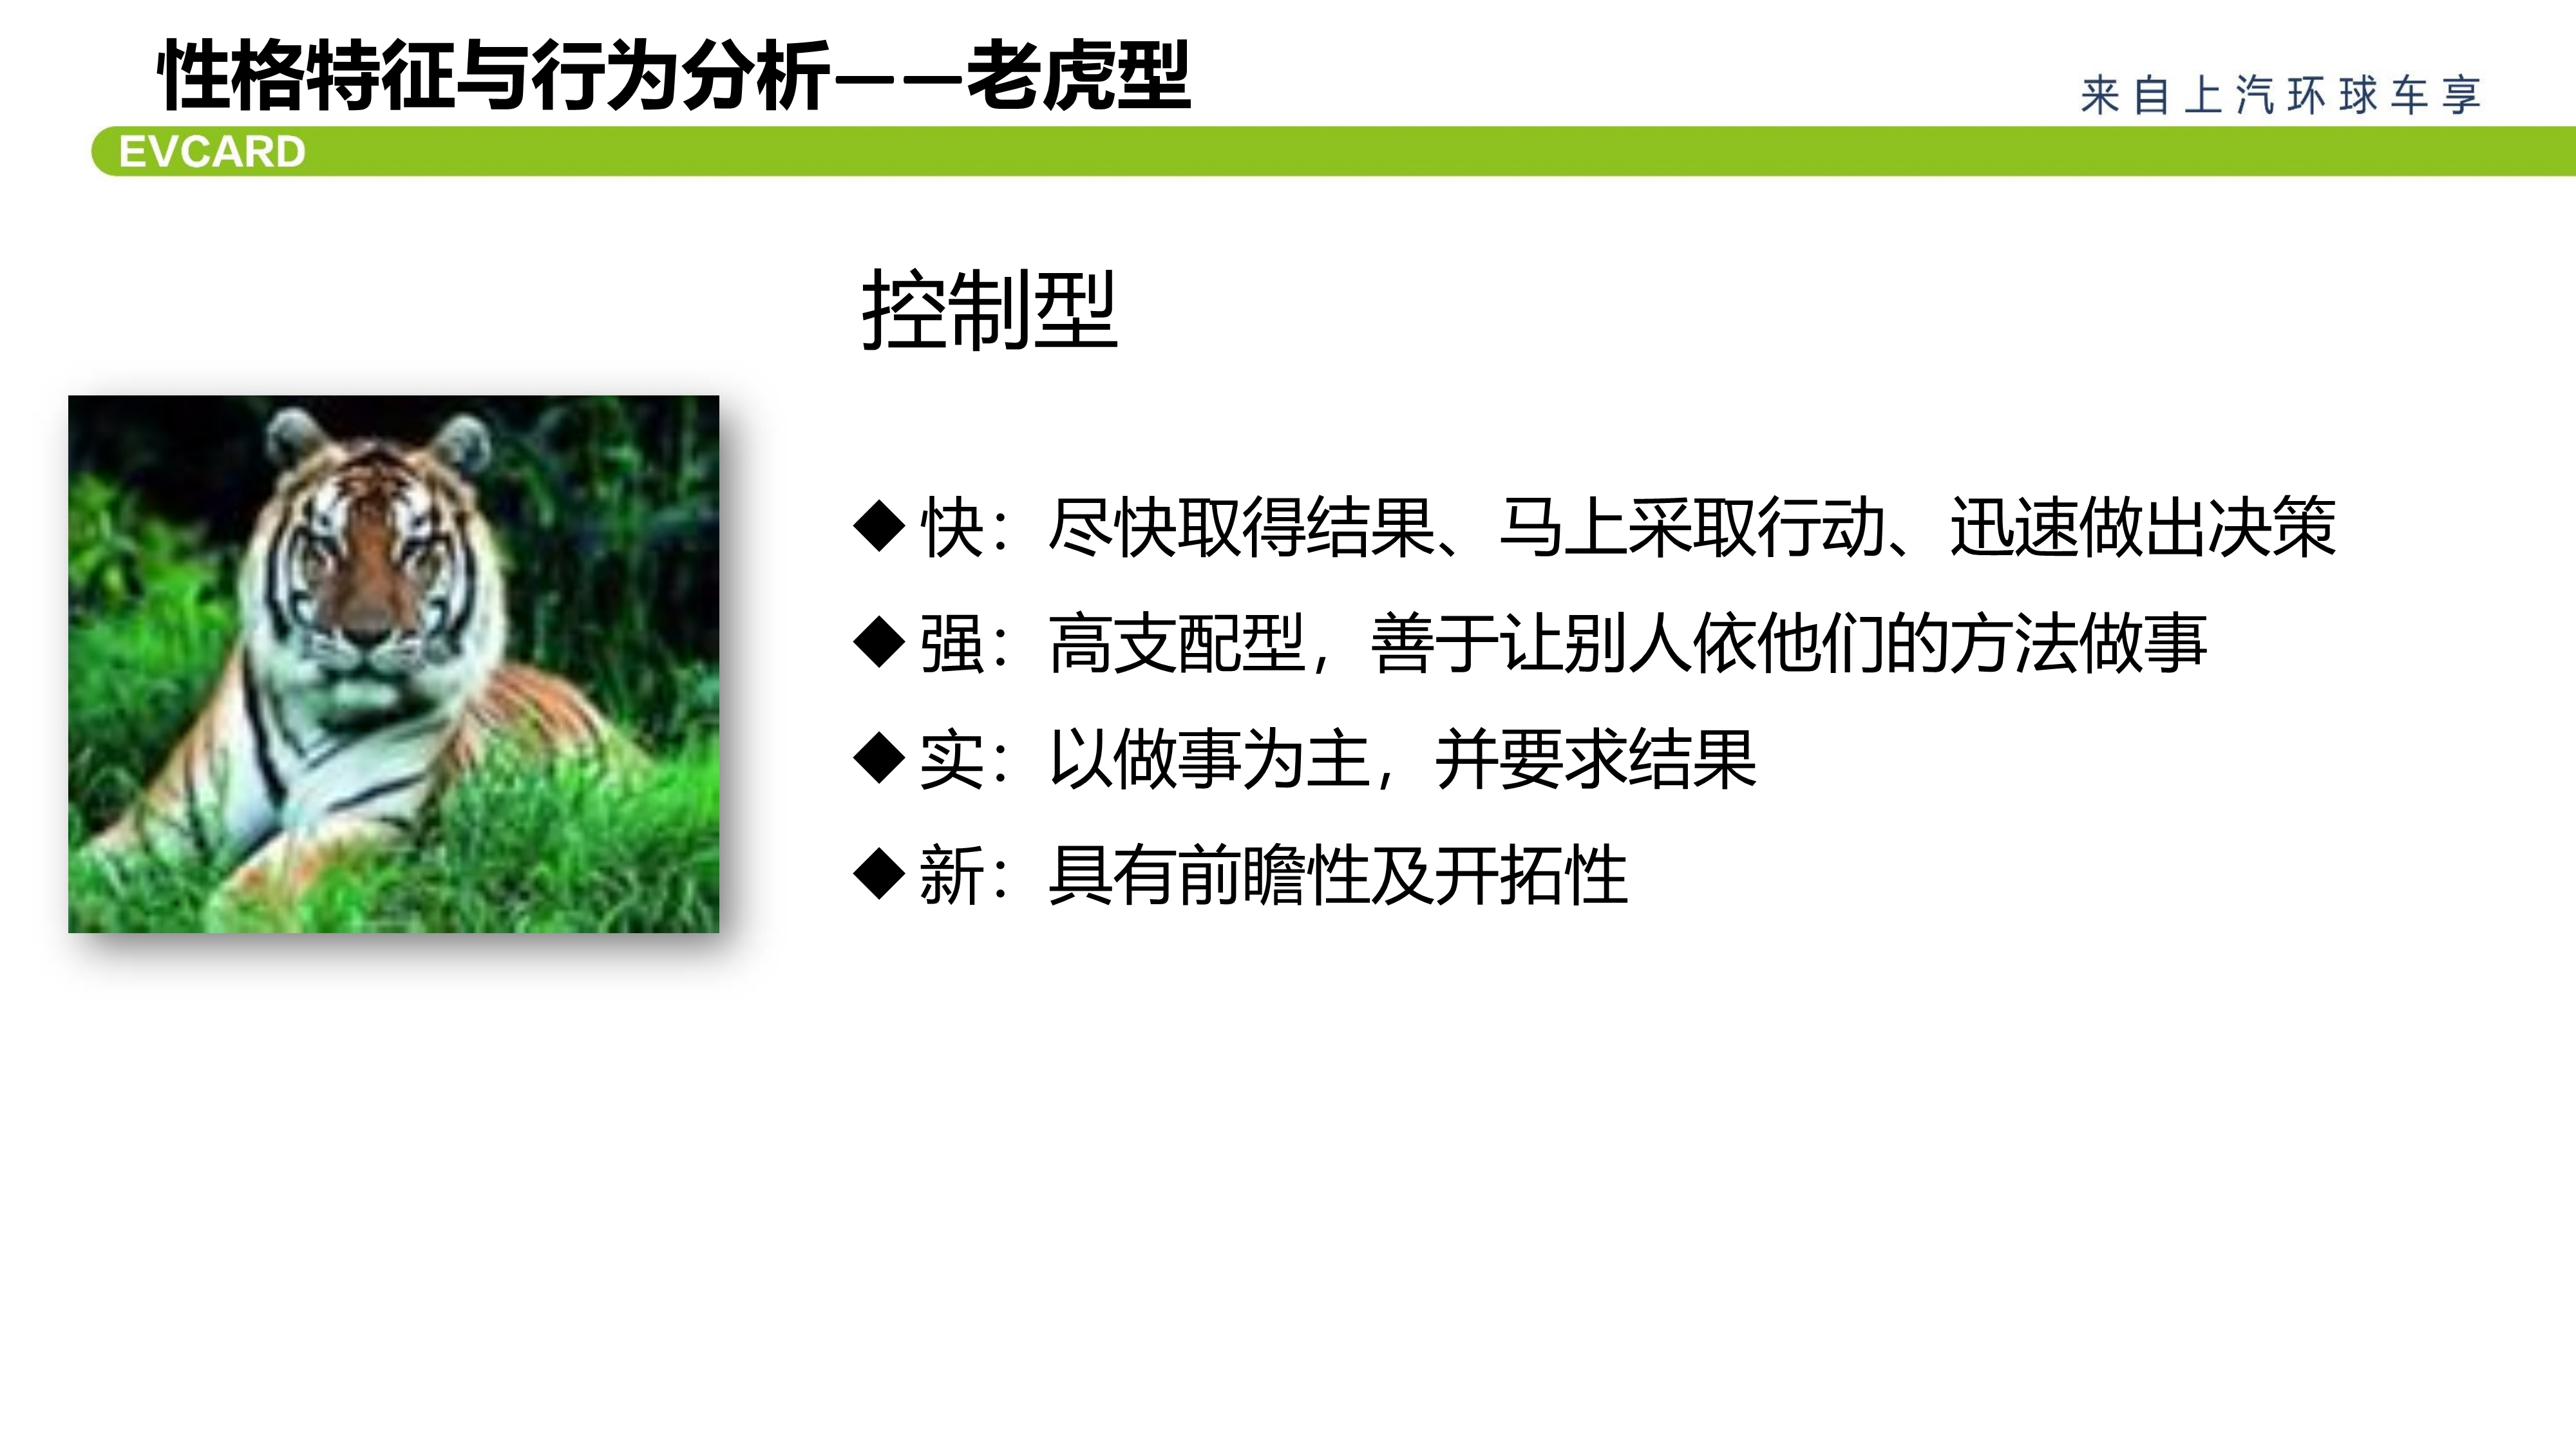 性格特征与行为分析——老虎型
来自上汽环球车享
EVCARD
控制型
◆快：尽快取得结果、马上采取行动、迅速做出决策
◆强：高支配型，善于让别人依他们的方法做事
◆实：以做事为主，并要求结果
◆新：具有前瞻性及开拓性